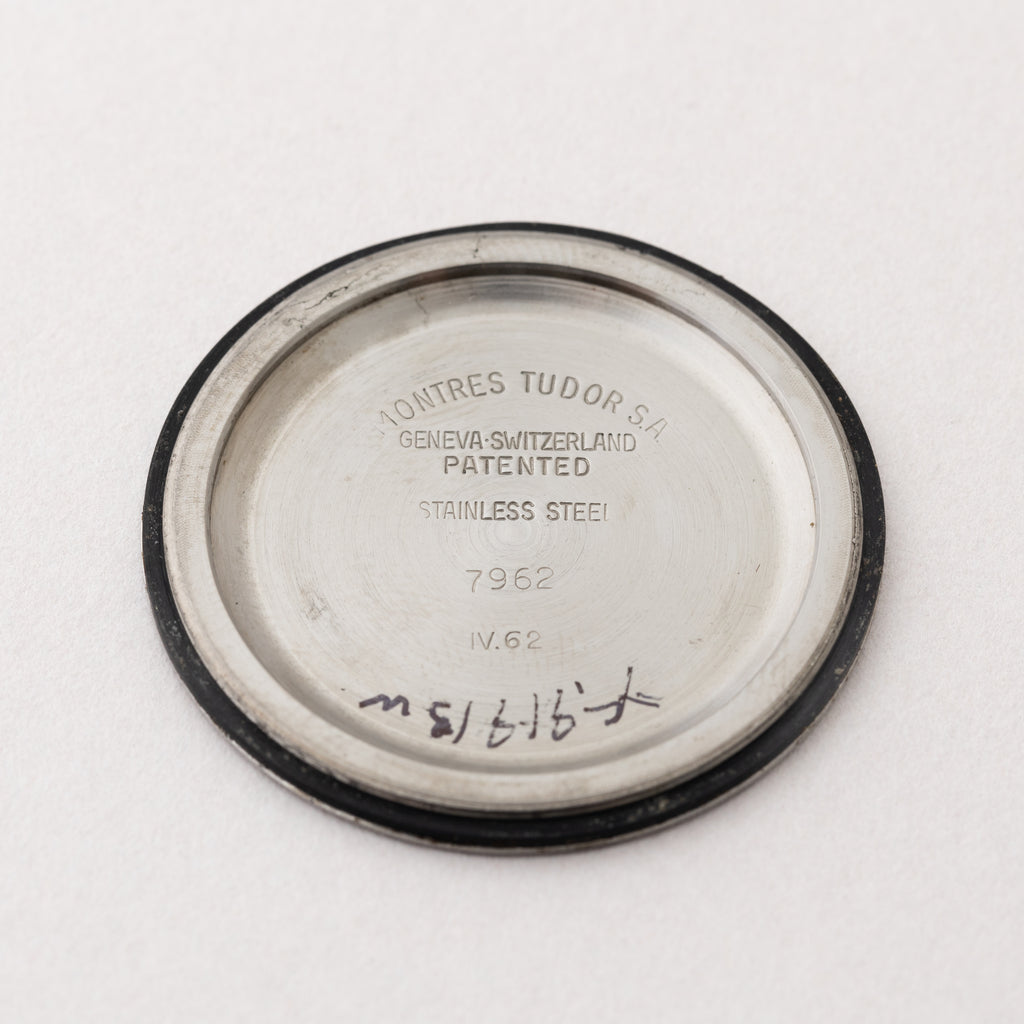 MONTRES TUDOR S.A.
GENEVA·SWITZERLAND
PATENTED
STAINLESS STEEL
7962
IV.62